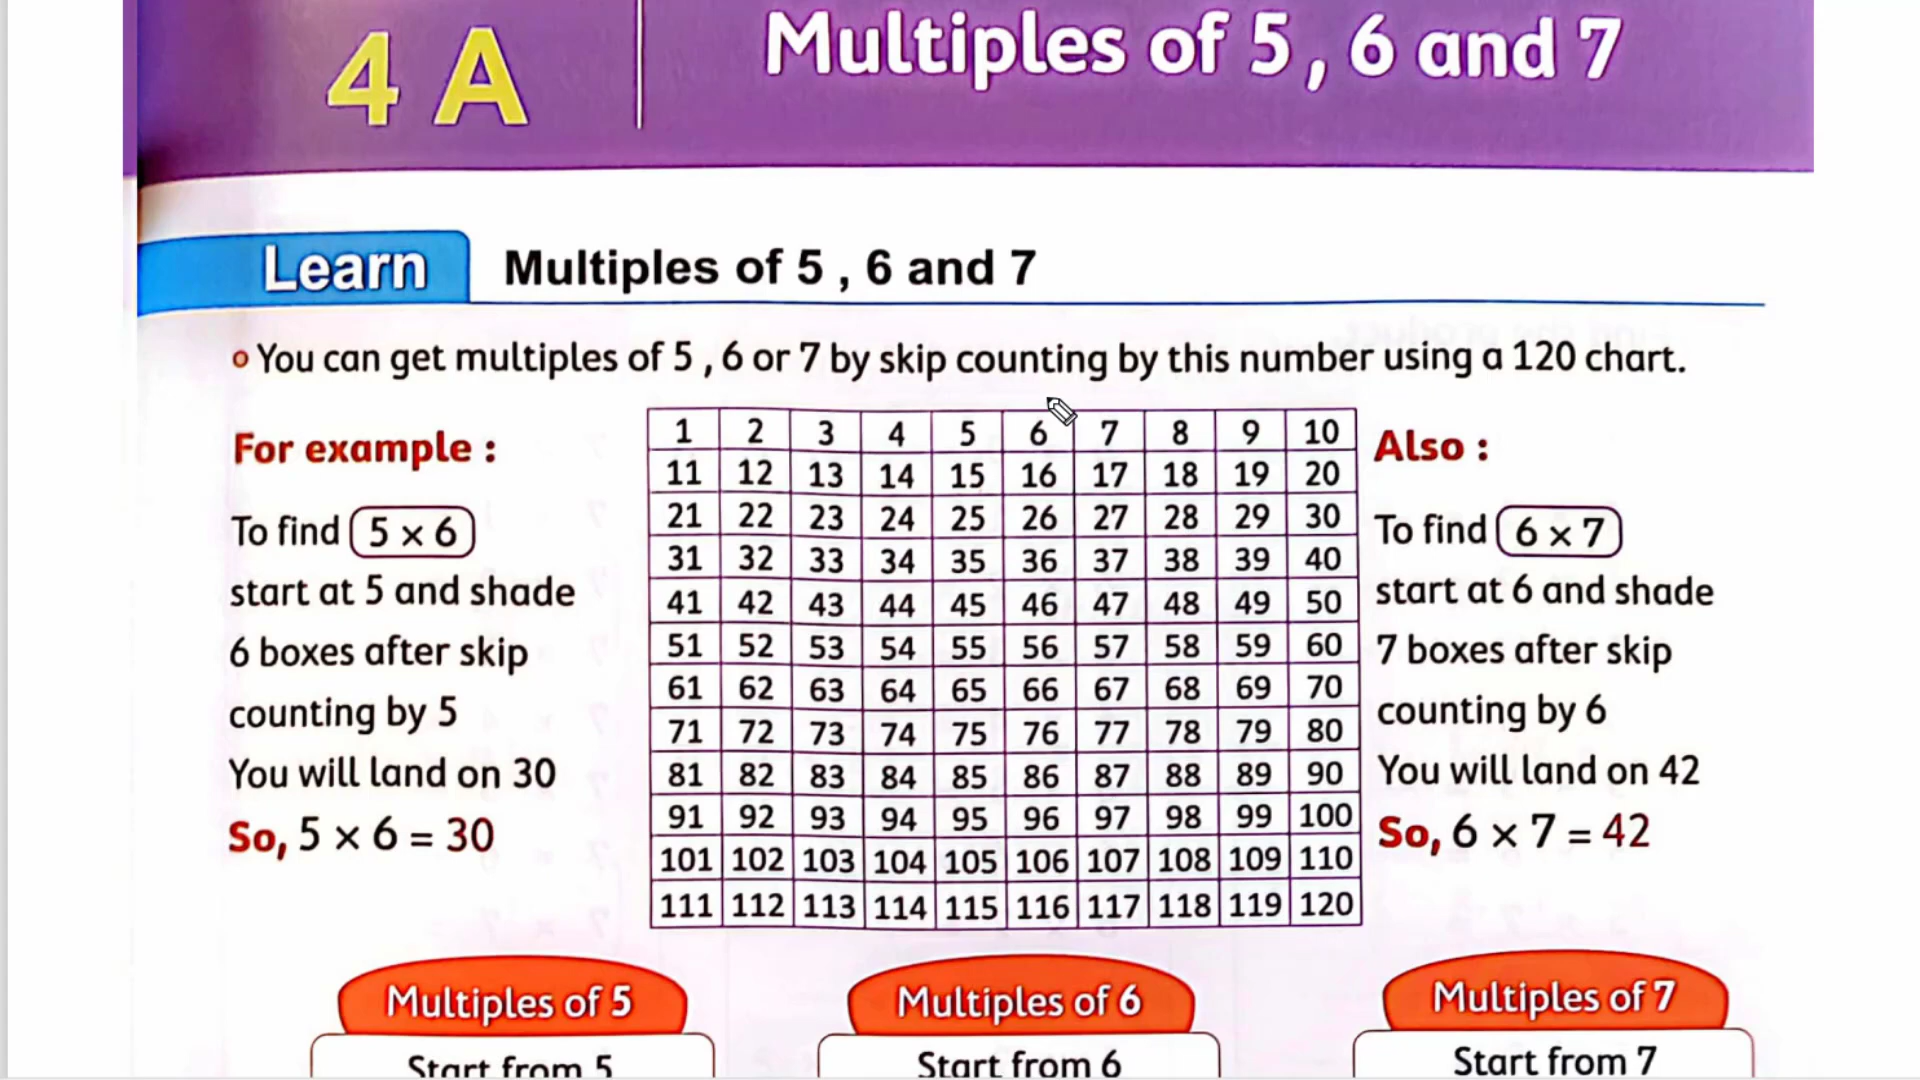 4 A
Multiples of 5 , 6 and 7
Learn
Multiples of 5 , 6 and 7
You can get multiples of 5 , 6 or 7 by skip counting by this number using a 120 chart.
For example :
To find 5 × 6
start at 5 and shade
6 boxes after skip
counting by 5
You will land on 30
So, 5 × 6 = 30
1 2 3 4 5 6 7 8 9 10
11 12 13 14 15 16 17 18 19 20
21 22 23 24 25 26 27 28 29 30
31 32 33 34 35 36 37 38 39 40
41 42 43 44 45 46 47 48 49 50
51 52 53 54 55 56 57 58 59 60
61 62 63 64 65 66 67 68 69 70
71 72 73 74 75 76 77 78 79 80
81 82 83 84 85 86 87 88 89 90
91 92 93 94 95 96 97 98 99 100
101 102 103 104 105 106 107 108 109 110
111 112 113 114 115 116 117 118 119 120
Also :
To find 6 × 7
start at 6 and shade
7 boxes after skip
counting by 6
You will land on 42
So, 6 × 7 = 42
Multiples of 5
Start from 5
Multiples of 6
Start from 6
Multiples of 7
Start from 7